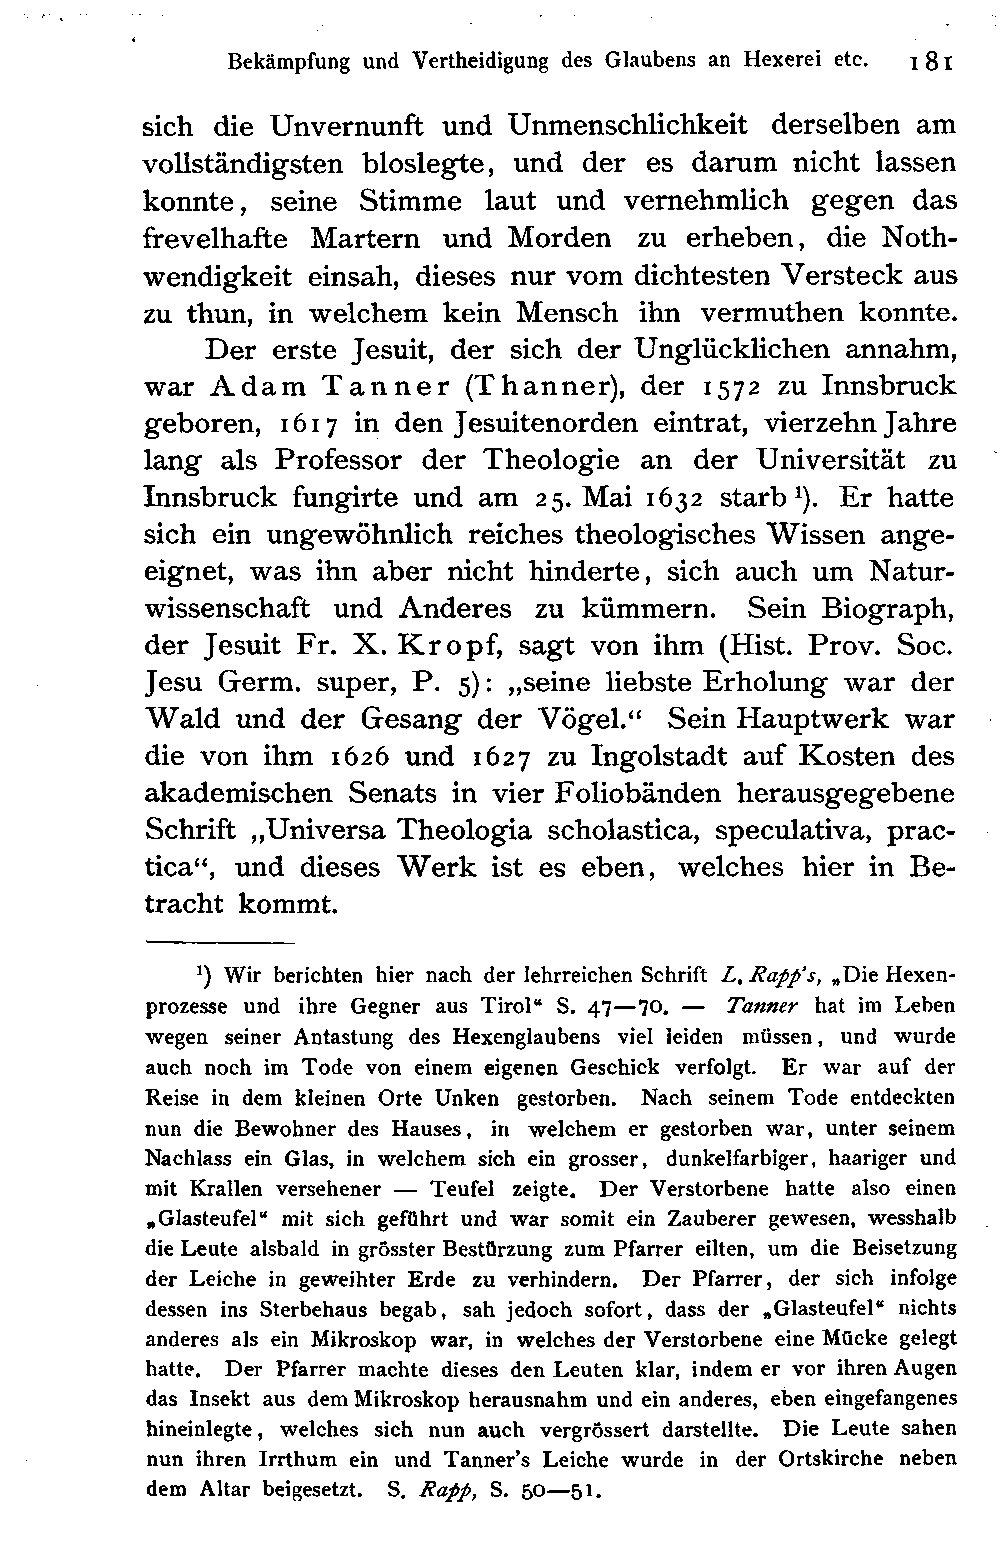 Bekämpfung und Vertheidigung des Glaubens an Hexerei etc. 181
sich die Unvernunft und Unmenschlichkeit derselben am
vollständigsten bloslegte, und der es darum nicht lassen
konnte, seine Stimme laut und vernehmlich gegen das
frevelhafte Martern und Morden zu erheben, die Noth-
wendigkeit einsah, dieses nur vom dichtesten Versteck aus
zu thun, in welchem kein Mensch ihn vermuthen konnte.
Der erste Jesuit, der sich der Unglücklichen annahm,
war Adam Tanner (Thanner), der 1572 zu Innsbruck
geboren, 1617 in den Jesuitenorden eintrat, vierzehn Jahre
lang als Professor der Theologie an der Universität zu
Innsbruck fungirte und am 25. Mai 1632 starb ¹). Er hatte
sich ein ungewöhnlich reiches theologisches Wissen ange-
eignet, was ihn aber nicht hinderte, sich auch um Natur-
wissenschaft und Anderes zu kümmern. Sein Biograph,
der Jesuit Fr. X. Kropf, sagt von ihm (Hist. Prov. Soc.
Jesu Germ. super, P. 5): „seine liebste Erholung war der
Wald und der Gesang der Vögel.“ Sein Hauptwerk war
die von ihm 1626 und 1627 zu Ingolstadt auf Kosten des
akademischen Senats in vier Foliobänden herausgegebene
Schrift „Universa Theologia scholastica, speculativa, prac-
tica“, und dieses Werk ist es eben, welches hier in Be-
tracht kommt.
¹) Wir berichten hier nach der lehrreichen Schrift L. Rapp's, „Die Hexen-
prozesse und ihre Gegner aus Tirol“ S. 47—70. — Tanner hat im Leben
wegen seiner Antastung des Hexenglaubens viel leiden müssen, und wurde
auch noch im Tode von einem eigenen Geschick verfolgt. Er war auf der
Reise in dem kleinen Orte Unken gestorben. Nach seinem Tode entdeckten
nun die Bewohner des Hauses, in welchem er gestorben war, unter seinem
Nachlass ein Glas, in welchem sich ein grosser, dunkelfarbiger, haariger und
mit Krallen versehener — Teufel zeigte. Der Verstorbene hatte also einen
„Glasteufel“ mit sich geführt und war somit ein Zauberer gewesen, wesshalb
die Leute alsbald in grösster Bestürzung zum Pfarrer eilten, um die Beisetzung
der Leiche in geweihter Erde zu verhindern. Der Pfarrer, der sich infolge
dessen ins Sterbehaus begab, sah jedoch sofort, dass der „Glasteufel“ nichts
anderes als ein Mikroskop war, in welches der Verstorbene eine Mücke gelegt
hatte. Der Pfarrer machte dieses den Leuten klar, indem er vor ihren Augen
das Insekt aus dem Mikroskop herausnahm und ein anderes, eben eingefangenes
hineinlegte, welches sich nun auch vergrössert darstellte. Die Leute sahen
nun ihren Irrthum ein und Tanner's Leiche wurde in der Ortskirche neben
dem Altar beigesetzt. S. Rapp, S. 50—51.